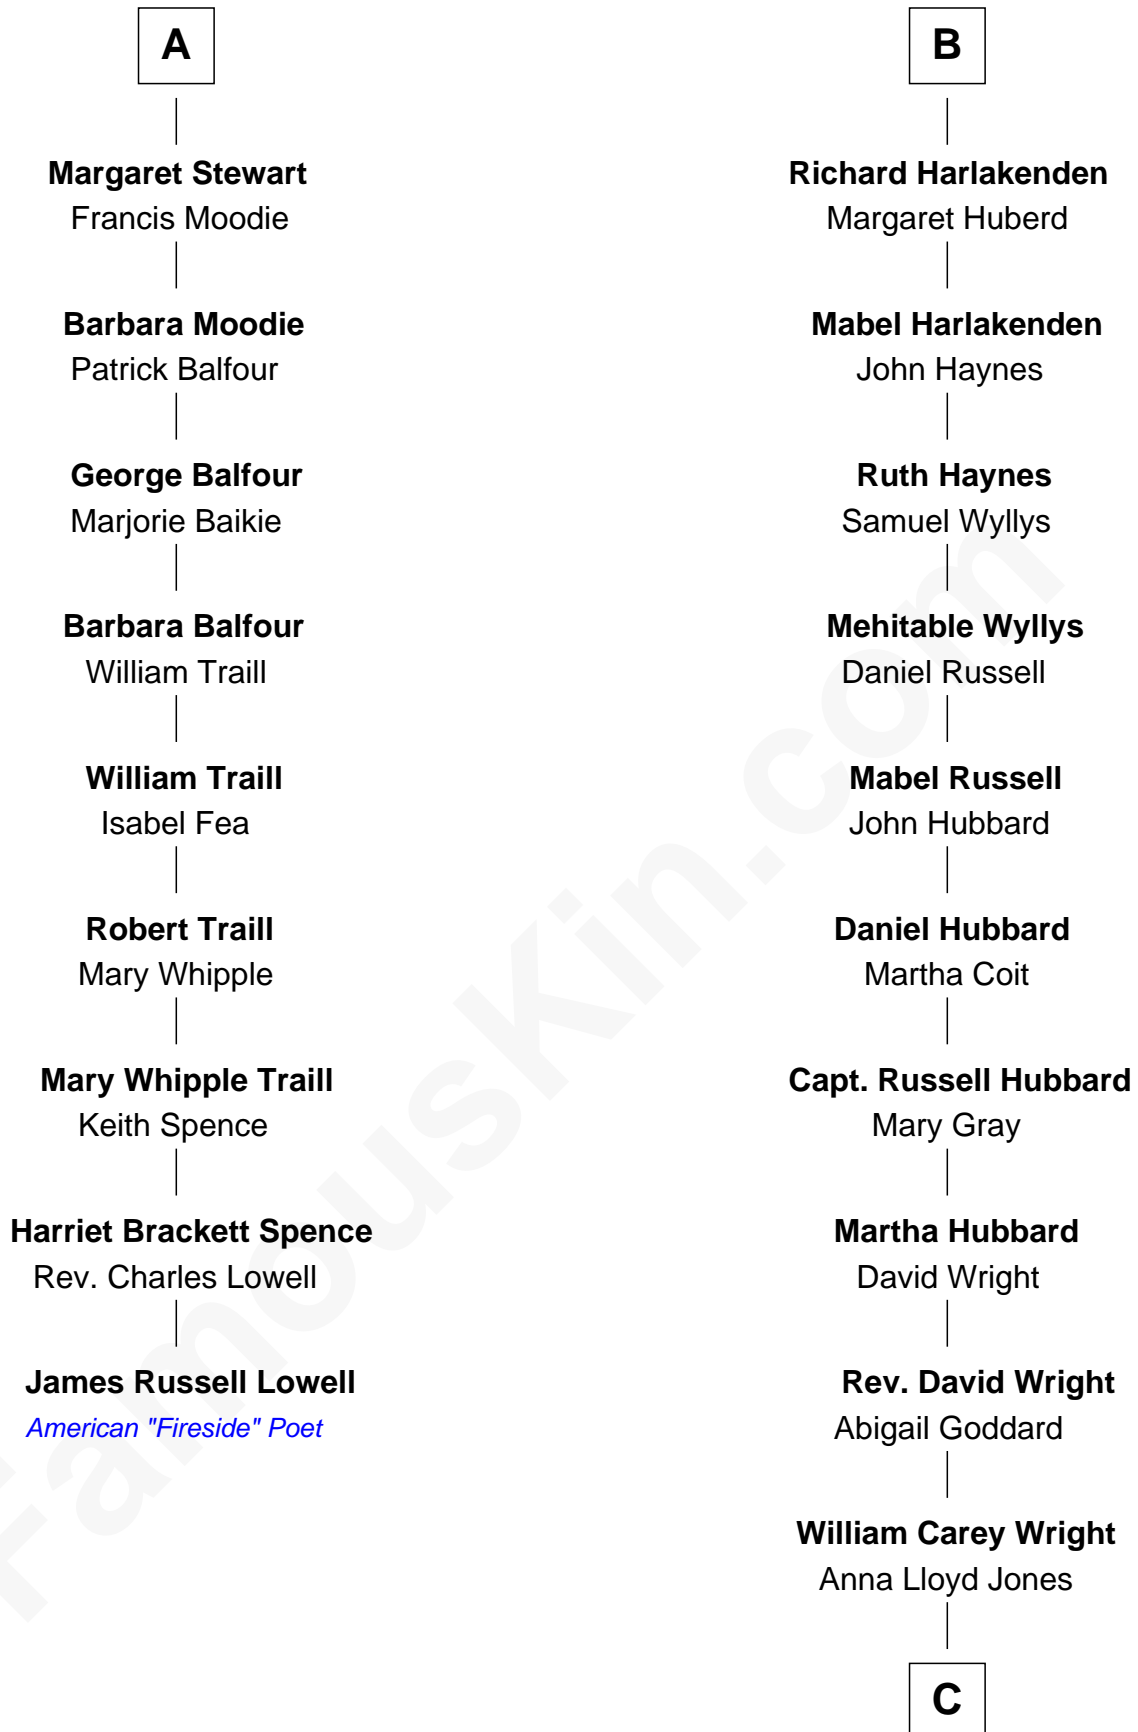 A
Margaret Stewart
Francis Moodie
Barbara Moodie
Patrick Balfour
George Balfour
Marjorie Baikie
Barbara Balfour
William Traill
William Traill
Isabel Fea
Robert Traill
Mary Whipple
Mary Whipple Traill
Keith Spence
Harriet Brackett Spence
Rev. Charles Lowell
James Russell Lowell
American "Fireside" Poet
B
Richard Harlakenden
Margaret Huberd
Mabel Harlakenden
John Haynes
Ruth Haynes
Samuel Wyllys
Mehitable Wyllys
Daniel Russell
Mabel Russell
John Hubbard
Daniel Hubbard
Martha Coit
Capt. Russell Hubbard
Mary Gray
Martha Hubbard
David Wright
Rev. David Wright
Abigail Goddard
William Carey Wright
Anna Lloyd Jones
C
FamousKin.com